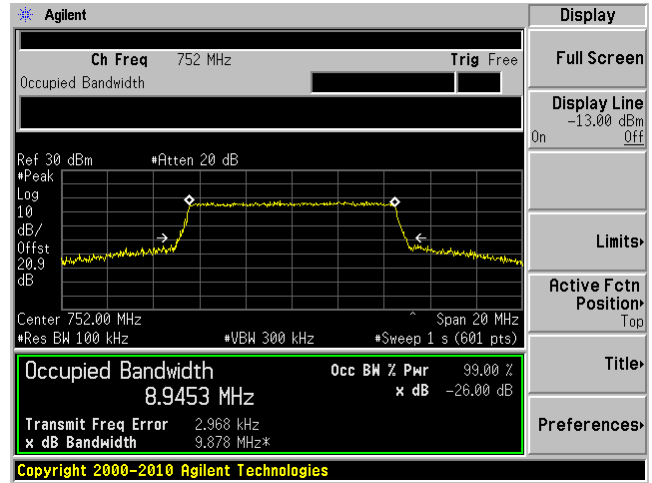 Agilent
Display
Ch Freq 752 MHz Trig Free
Occupied Bandwidth
Full Screen
Display Line
-13.00 dBm
On Off
Ref 30 dBm #Atten 20 dB
#Peak
Log
10
dB/
Offst
20.9
dB
Limits
Active Fctn
Position
Top
Center 752.00 MHz Span 20 MHz
#Res BW 100 kHz #VBW 300 kHz #Sweep 1 s (601 pts)
Occupied Bandwidth Occ BW % Pwr 99.00 %
8.9453 MHz x dB -26.00 dB
Transmit Freq Error 2.968 kHz
x dB Bandwidth 9.878 MHz*
Title
Preferences
Copyright 2000-2010 Agilent Technologies